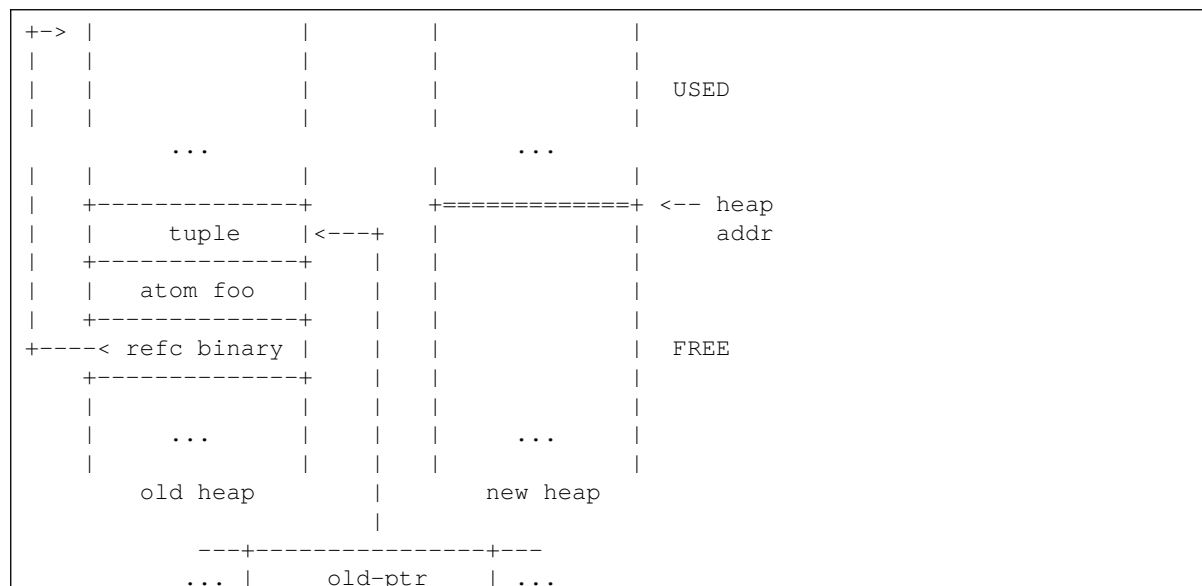 +-> |              |        |             |
|   |              |        |             |
|   |              |        |             |  USED
|   |              |        |             |
          ...                     ...
|   |              |        |             |
|   +--------------+        +=============+ <-- heap
|   |     tuple    |<---+   |             |     addr
|   +--------------+    |   |             |
|   |   atom foo   |    |   |             |
|   +--------------+    |   |             |
+----< refc binary |    |   |             |  FREE
    +--------------+    |   |             |
    |              |    |   |             |
    |     ...      |    |   |     ...     |
    |              |    |   |             |
        old heap        |       new heap
                        |
            ---+----------------+---
           ... |     old-ptr    | ...